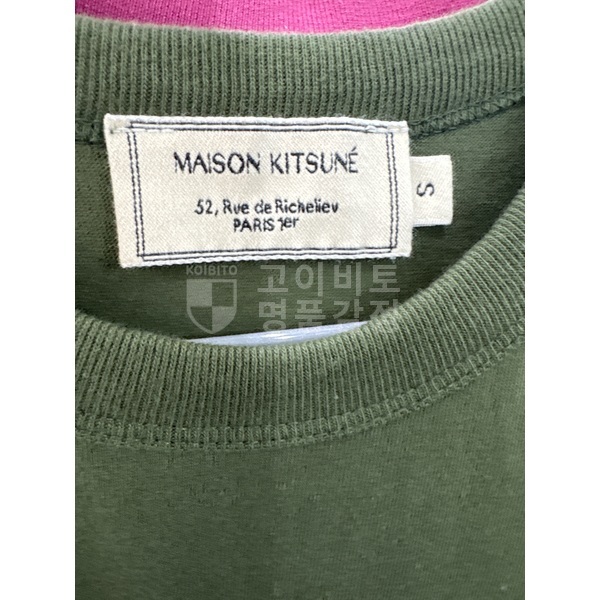 MAISON KITSUNÉ
52, Rue de Richelieu
PARIS 1er
S
KOIBITO
고이비토
명품감정